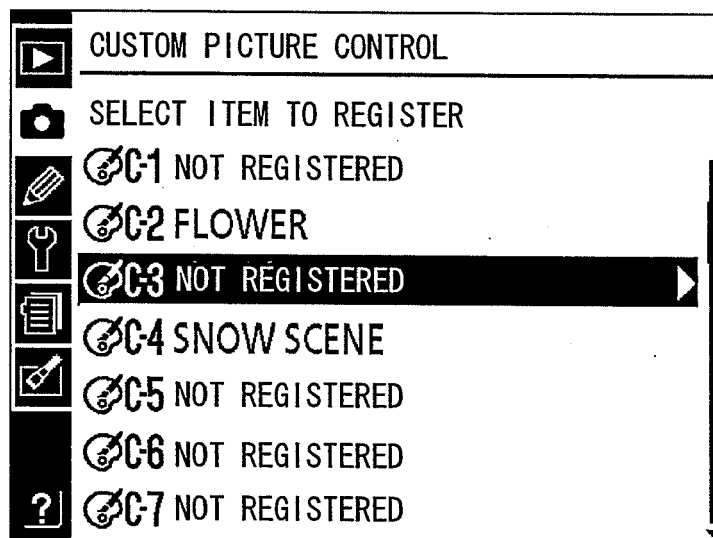 CUSTOM PICTURE CONTROL
SELECT ITEM TO REGISTER
C-1 NOT REGISTERED
C-2 FLOWER
C-3 NOT REGISTERED
C-4 SNOW SCENE
C-5 NOT REGISTERED
C-6 NOT REGISTERED
C-7 NOT REGISTERED
?